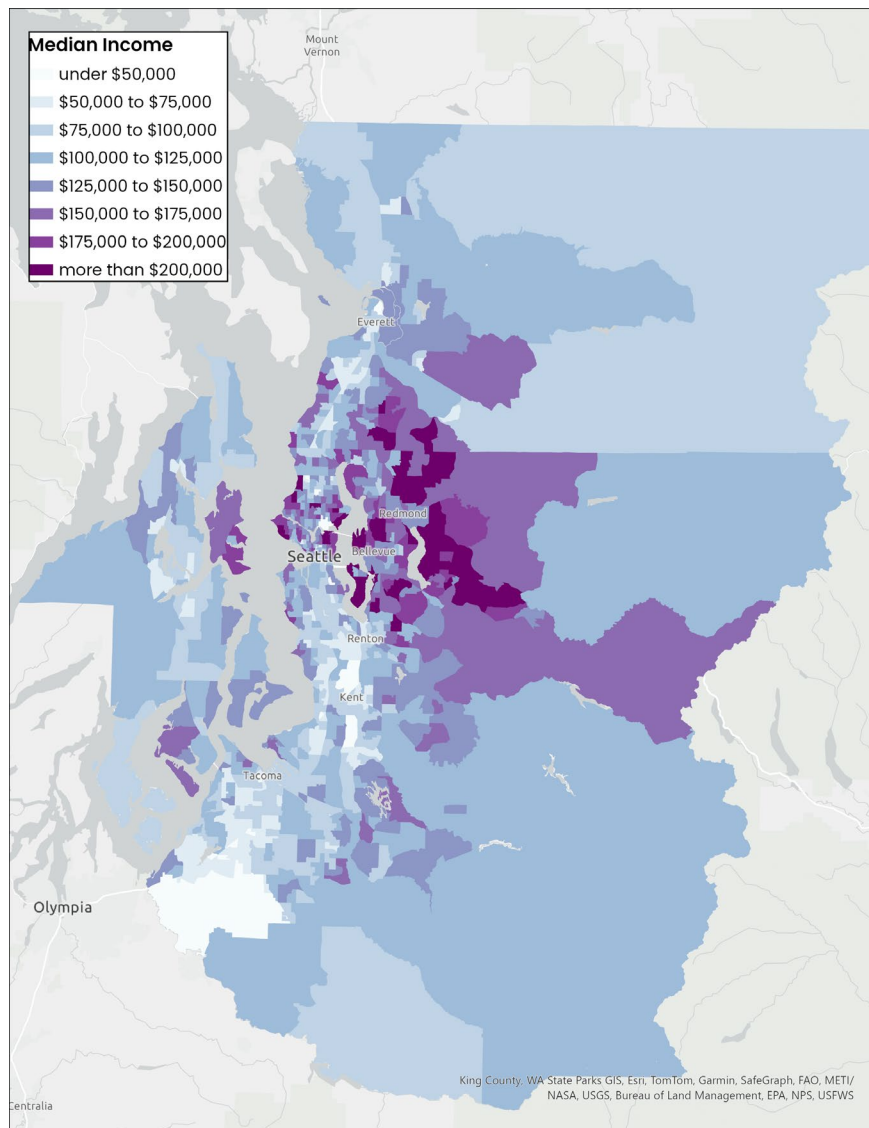 Median Income
under $50,000
$50,000 to $75,000
$75,000 to $100,000
$100,000 to $125,000
$125,000 to $150,000
$150,000 to $175,000
$175,000 to $200,000
more than $200,000
Mount
Vernon
Everett
Redmond
Seattle
Bellevue
Renton
Kent
Tacoma
Olympia
Centralia
King County, WA State Parks GIS, Esri, TomTom, Garmin, SafeGraph, FAO, METI/
NASA, USGS, Bureau of Land Management, EPA, NPS, USFWS